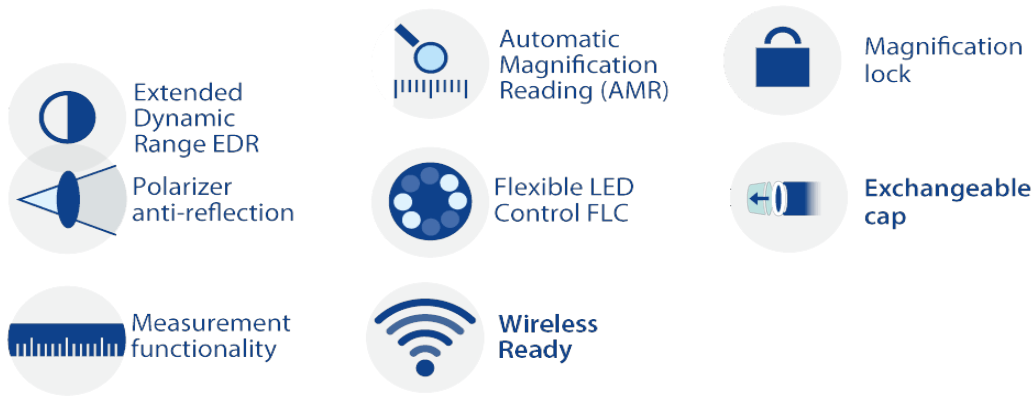 Extended
Dynamic
Range EDR
Automatic
Magnification
Reading (AMR)
Magnification
lock
Polarizer
anti-reflection
Flexible LED
Control FLC
Exchangeable
cap
Measurement
functionality
Wireless
Ready